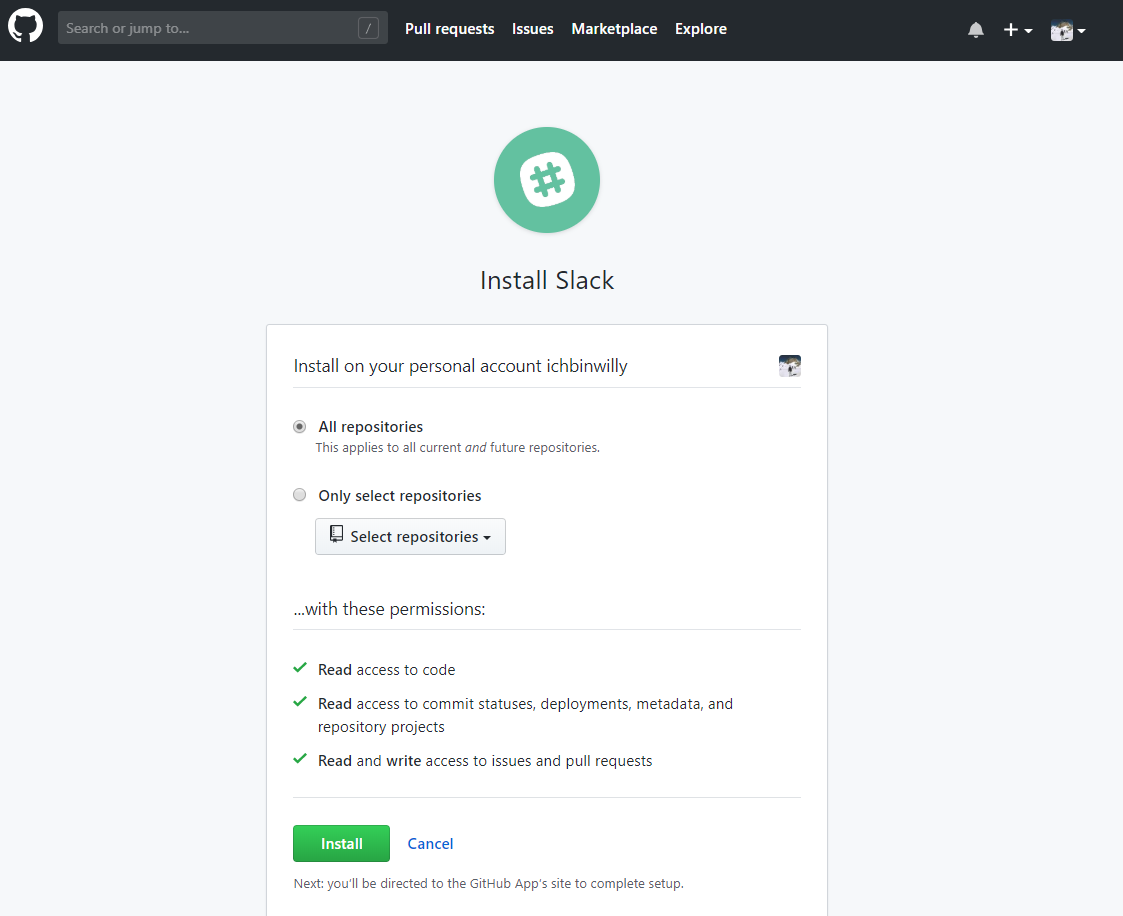 Search or jump to...
/
Pull requests
Issues
Marketplace
Explore
Install Slack
Install on your personal account ichbinwilly
All repositories
This applies to all current and future repositories.
Only select repositories
Select repositories
...with these permissions:
Read access to code
Read access to commit statuses, deployments, metadata, and
repository projects
Read and write access to issues and pull requests
Install
Cancel
Next: you'll be directed to the GitHub App's site to complete setup.